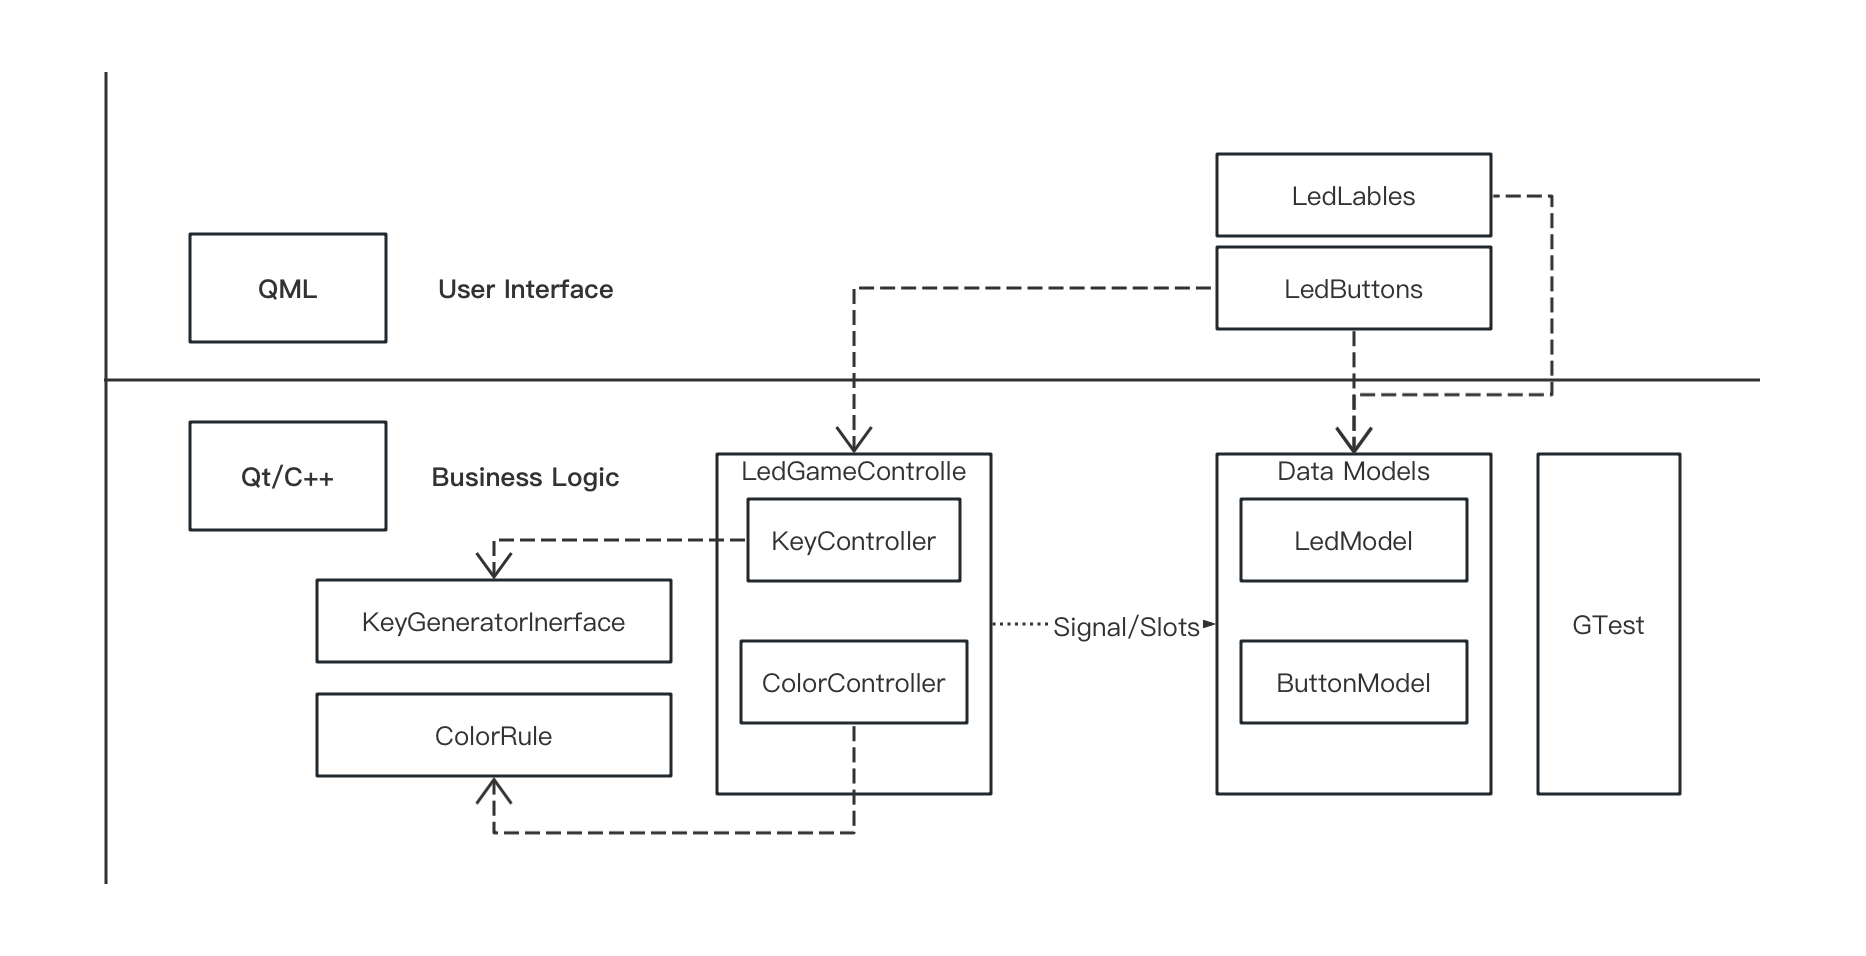 LedLables
QML
User Interface
LedButtons
Qt/C++
Business Logic
LedGameControlle
Data Models
KeyController
LedModel
KeyGeneratorInerface
Signal/Slots
GTest
ColorController
ButtonModel
ColorRule